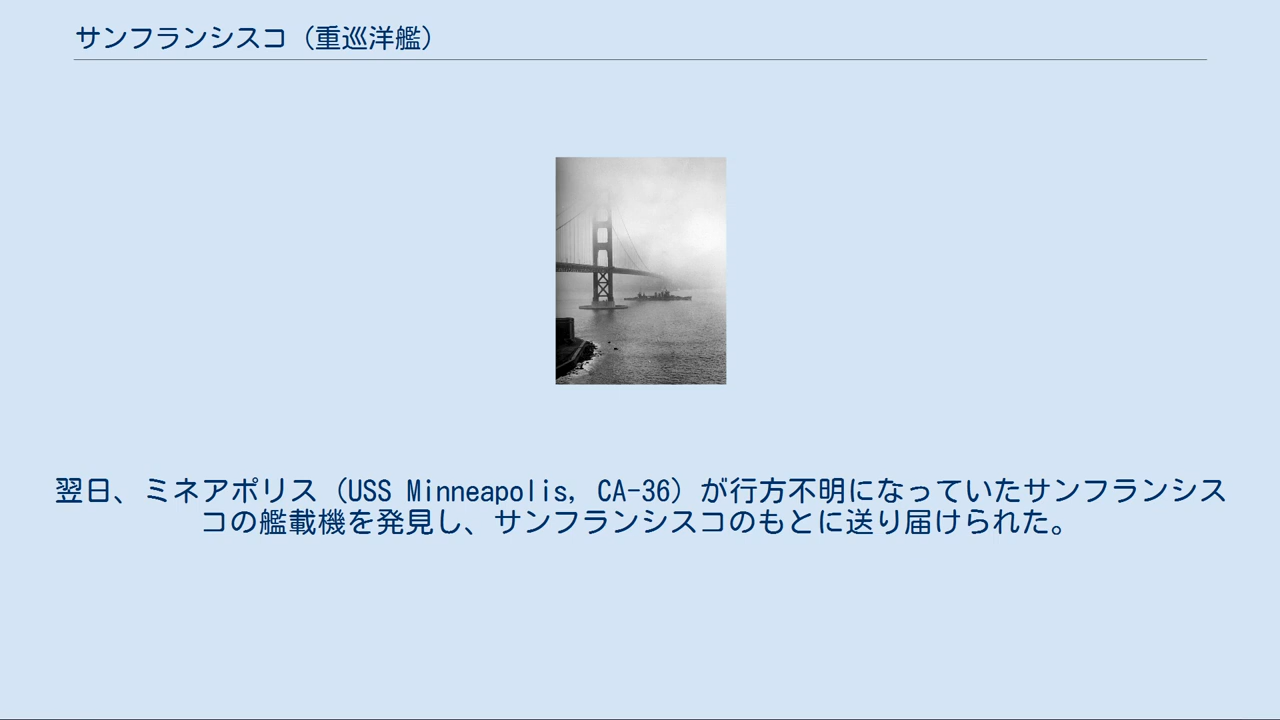 サンフランシスコ（重巡洋艦）
翌日、ミネアポリス（USS Minneapolis, CA-36）が行方不明になっていたサンフランシス
コの艦載機を発見し、サンフランシスコのもとに送り届けられた。